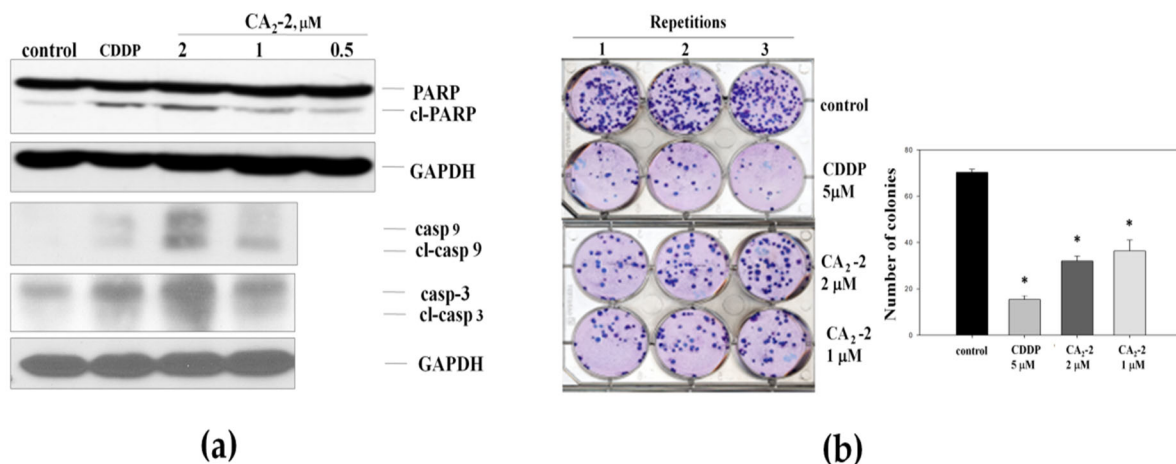 CA₂-2, μM
control CDDP 2 1 0.5
PARP
cl-PARP
GAPDH
casp 9
cl-casp 9
casp-3
cl-casp 3
GAPDH
(a)
Repetitions
1 2 3
control
CDDP
5μM
CA₂-2
2 μM
CA₂-2
1 μM
Number of colonies
80
60
40
20
0
* * *
control CDDP CA₂-2 CA₂-2
5 μM 2 μM 1 μM
(b)